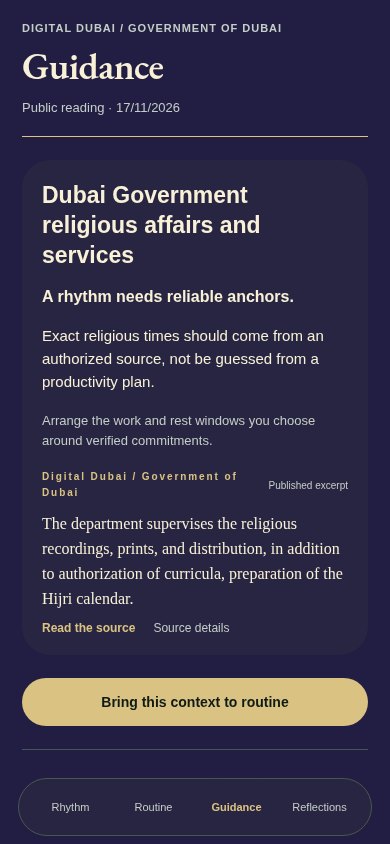 DIGITAL DUBAI / GOVERNMENT OF DUBAI
Guidance
Public reading · 17/11/2026
Dubai Government
religious affairs and
services
A rhythm needs reliable anchors.
Exact religious times should come from an
authorized source, not be guessed from a
productivity plan.
Arrange the work and rest windows you choose
around verified commitments.
Digital Dubai / Government of
Dubai
Published excerpt
The department supervises the religious
recordings, prints, and distribution, in addition
to authorization of curricula, preparation of the
Hijri calendar.
Read the source Source details
Bring this context to routine
Rhythm Routine Guidance Reflections